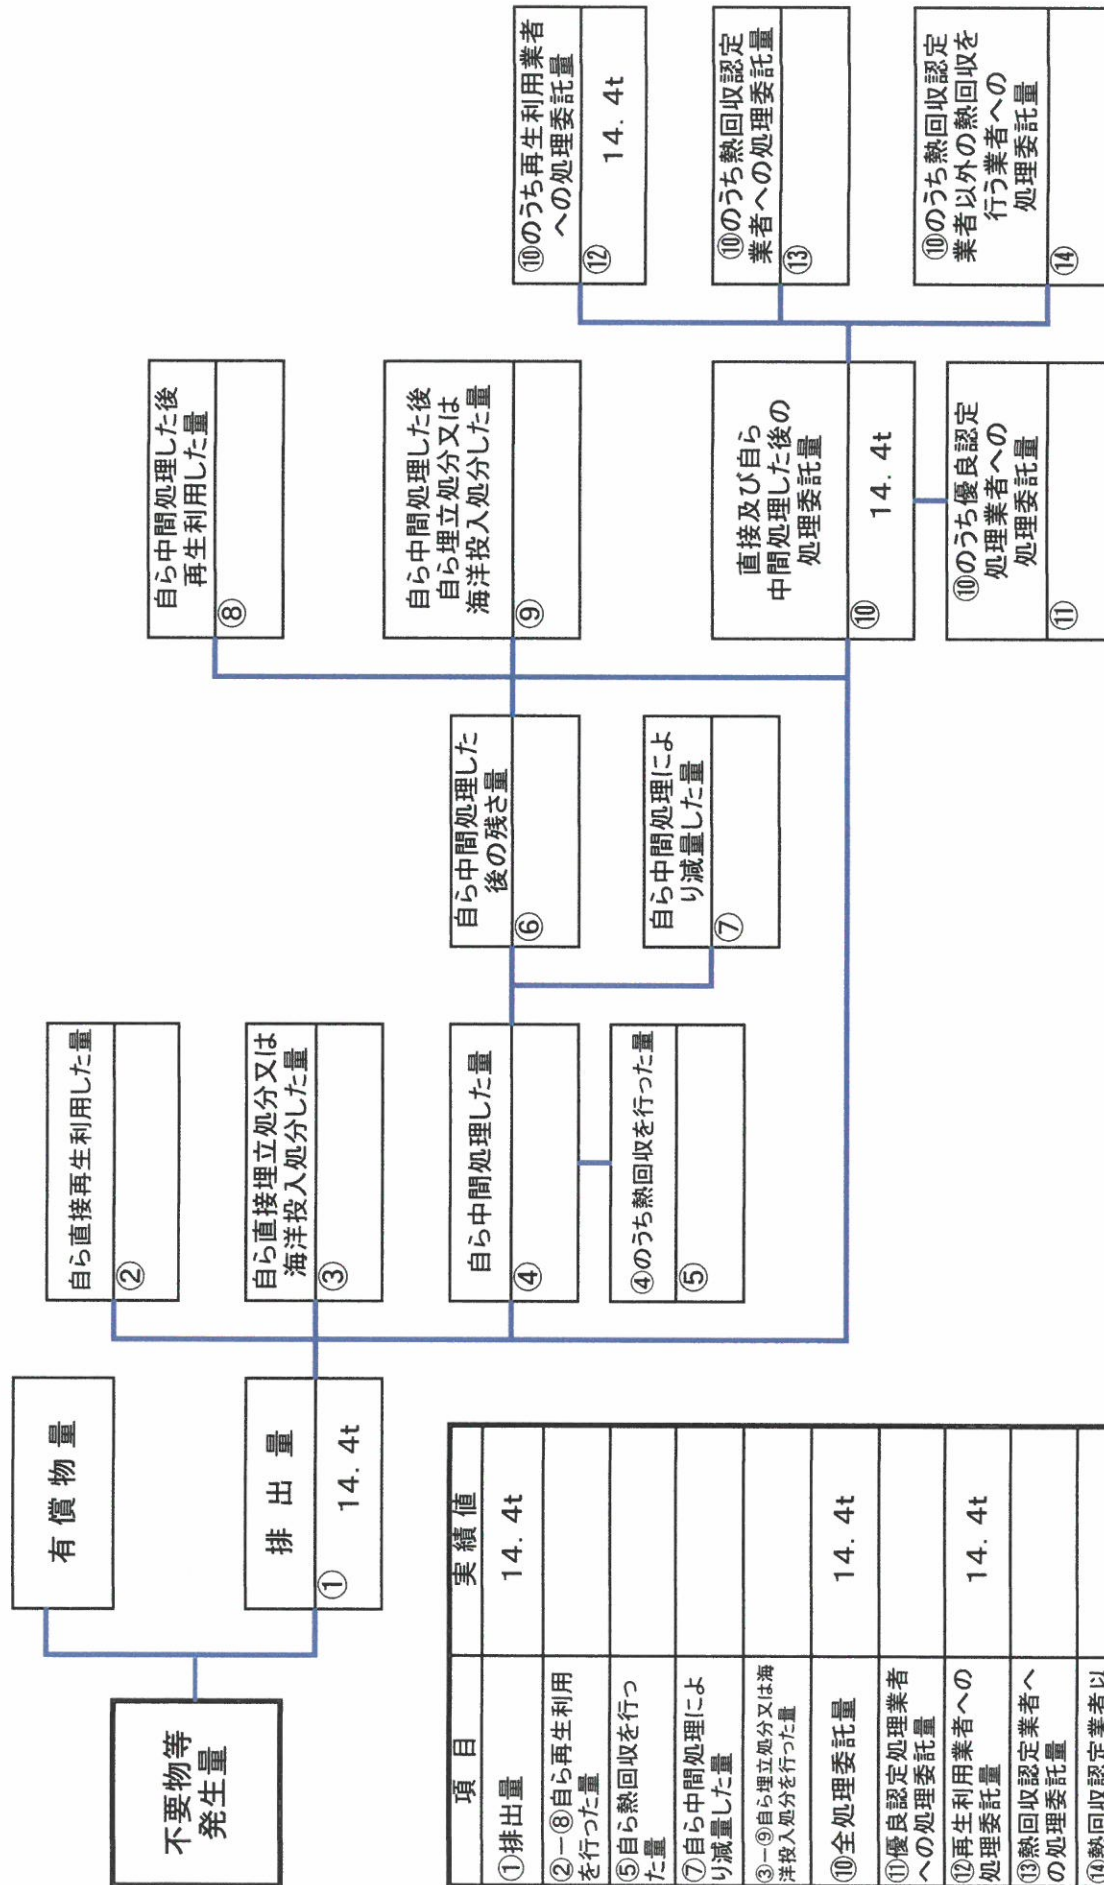 不要物等
発生量
有償物量
排出量
①
14.4t
自ら直接再生利用した量
②
自ら直接埋立処分又は
海洋投入処分した量
③
自ら中間処理した量
④
④のうち熱回収を行った量
⑤
自ら中間処理した
後の残さ量
⑥
自ら中間処理によ
り減量した量
⑦
自ら中間処理した後
再生利用した量
⑧
自ら中間処理した後
自ら埋立処分又は
海洋投入処分した量
⑨
直接及び自ら
中間処理した後の
処理委託量
⑩
14.4t
⑩のうち優良認定
処理業者への
処理委託量
⑪
⑩のうち再生利用業者
への処理委託量
⑫
14.4t
⑩のうち熱回収認定
業者への処理委託量
⑬
⑩のうち熱回収認定
業者以外の熱回収を
行う業者への
処理委託量
⑭
項目 実績値
①排出量 14.4t
②ー⑧自ら再生利用
を行った量
⑤自ら熱回収を行っ
た量
⑦自ら中間処理によ
り減量した量
③ー⑨自ら埋立処分又は海
洋投入処分を行った量
⑩全処理委託量 14.4t
⑪優良認定処理業者
への処理委託量
⑫再生利用業者への
処理委託量 14.4t
⑬熱回収認定業者へ
の処理委託量
⑭熱回収認定業者以